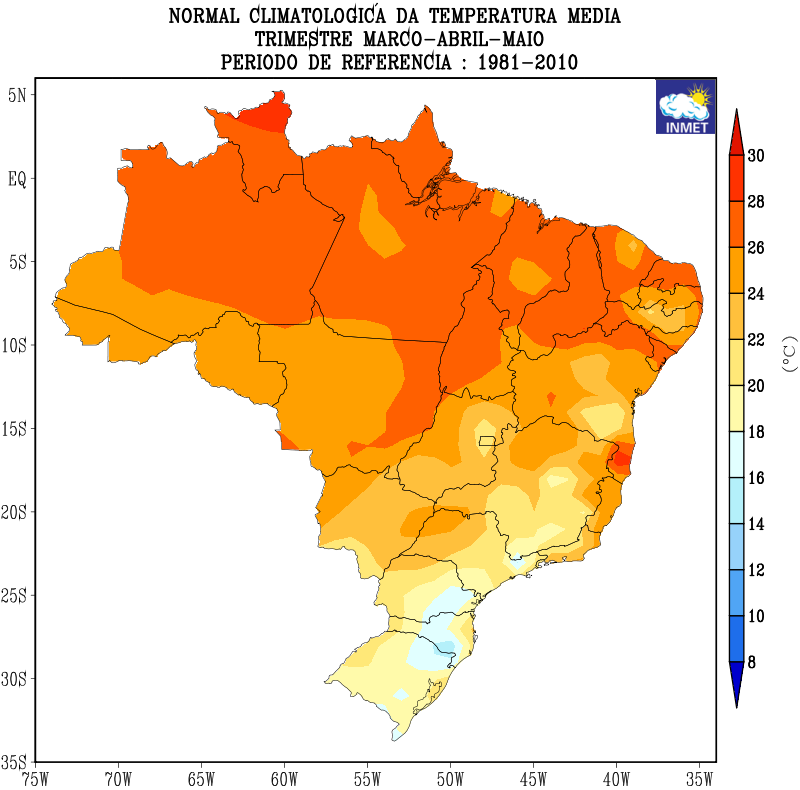 NORMAL CLIMATOLOGICA DA TEMPERATURA MEDIA
TRIMESTRE MARCO-ABRIL-MAIO
PERIODO DE REFERENCIA : 1981-2010
INMET
5N
EQ
5S
10S
15S
20S
25S
30S
35S
75W 70W 65W 60W 55W 50W 45W 40W 35W
30
28
26
24
22
20
18
16
14
12
10
8
(°C)